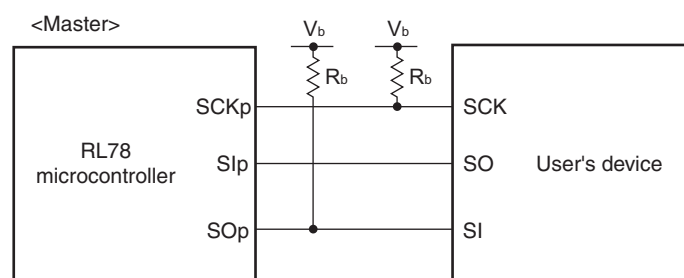 <Master>
Vb Vb
Rb Rb
SCKp SCK
RL78
microcontroller
SIp SO
User's device
SOp SI